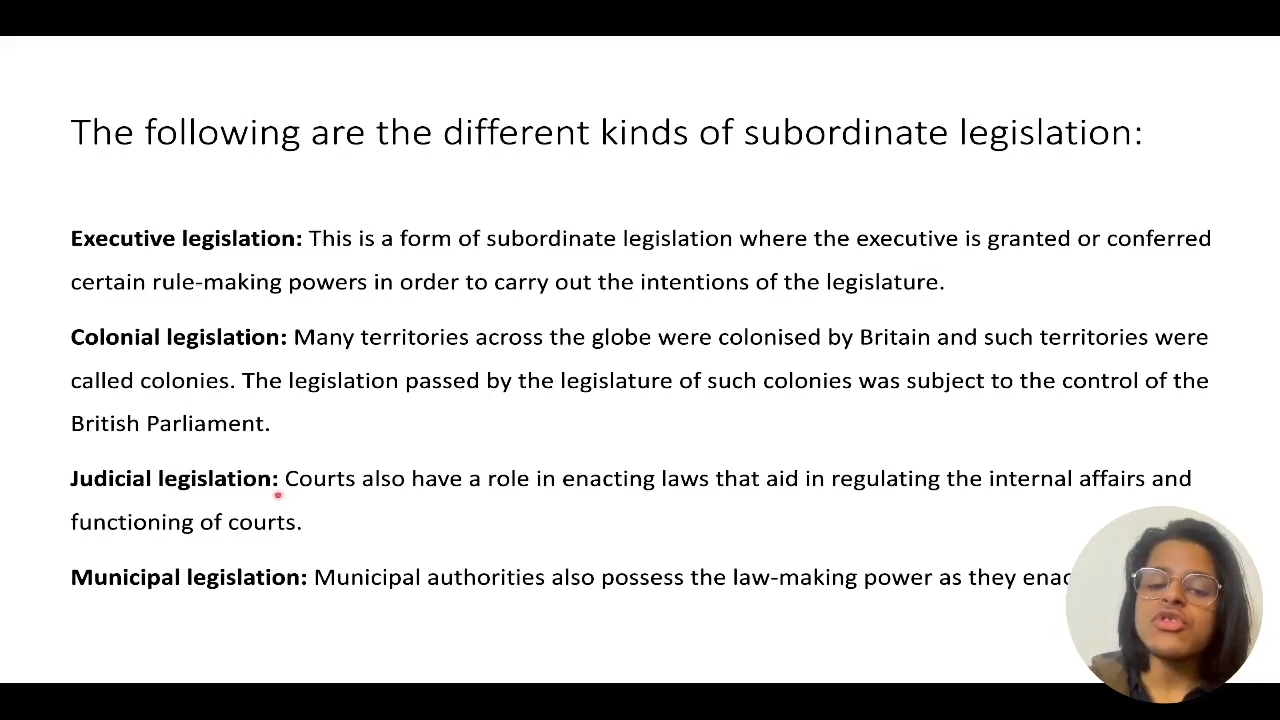 The following are the different kinds of subordinate legislation:
Executive legislation: This is a form of subordinate legislation where the executive is granted or conferred
certain rule-making powers in order to carry out the intentions of the legislature.
Colonial legislation: Many territories across the globe were colonised by Britain and such territories were
called colonies. The legislation passed by the legislature of such colonies was subject to the control of the
British Parliament.
Judicial legislation: Courts also have a role in enacting laws that aid in regulating the internal affairs and
functioning of courts.
Municipal legislation: Municipal authorities also possess the law-making power as they